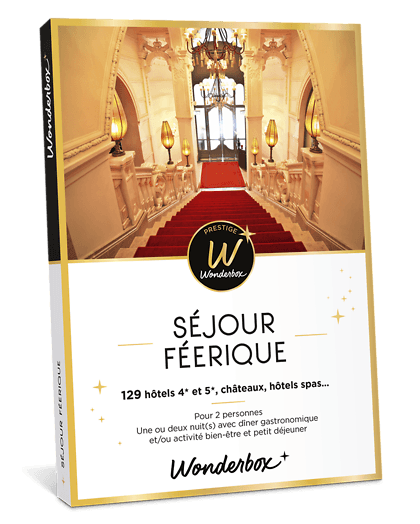 Wonderbox
PRESTIGE
W
Wonderbox
SÉJOUR
FÉERIQUE
129 hôtels 4* et 5*, châteaux, hôtels spas...
Pour 2 personnes
Une ou deux nuit(s) avec dîner gastronomique
et/ou activité bien-être et petit déjeuner
Wonderbox
SÉJOUR FÉERIQUE